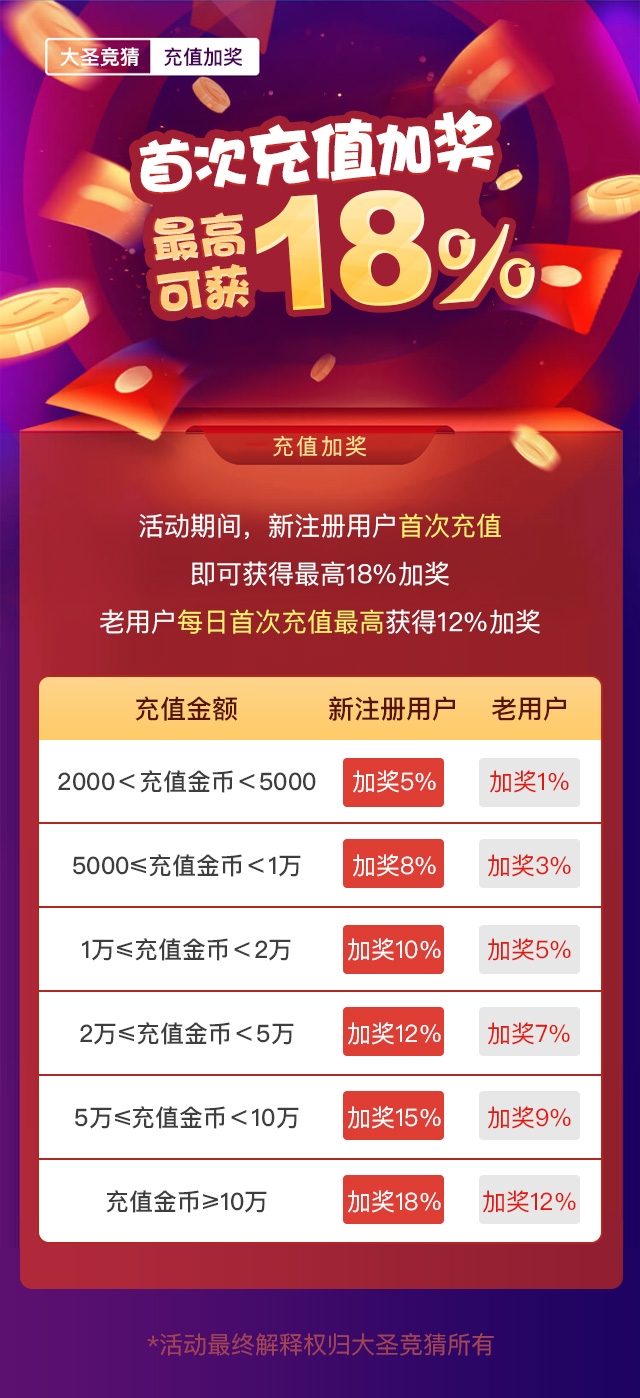 大圣竞猜 充值加奖
首次充值加奖
最高可获18%
充值加奖
活动期间，新注册用户首次充值
即可获得最高18%加奖
老用户每日首次充值最高获得12%加奖
充值金额 新注册用户 老用户
2000＜充值金币＜5000 加奖5% 加奖1%
5000≤充值金币＜1万 加奖8% 加奖3%
1万≤充值金币＜2万 加奖10% 加奖5%
2万≤充值金币＜5万 加奖12% 加奖7%
5万≤充值金币＜10万 加奖15% 加奖9%
充值金币≥10万 加奖18% 加奖12%
*活动最终解释权归大圣竞猜所有